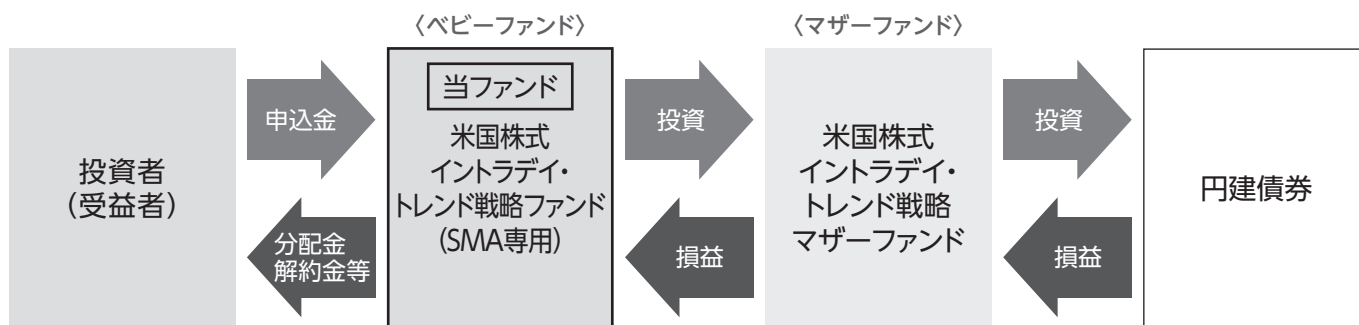 〈ベビーファンド〉
〈マザーファンド〉
投資者
（受益者）
申込金
分配金
解約金等
当ファンド
米国株式
イントラデイ・
トレンド戦略ファンド
（SMA専用）
投資
損益
米国株式
イントラデイ・
トレンド戦略
マザーファンド
投資
損益
円建債券